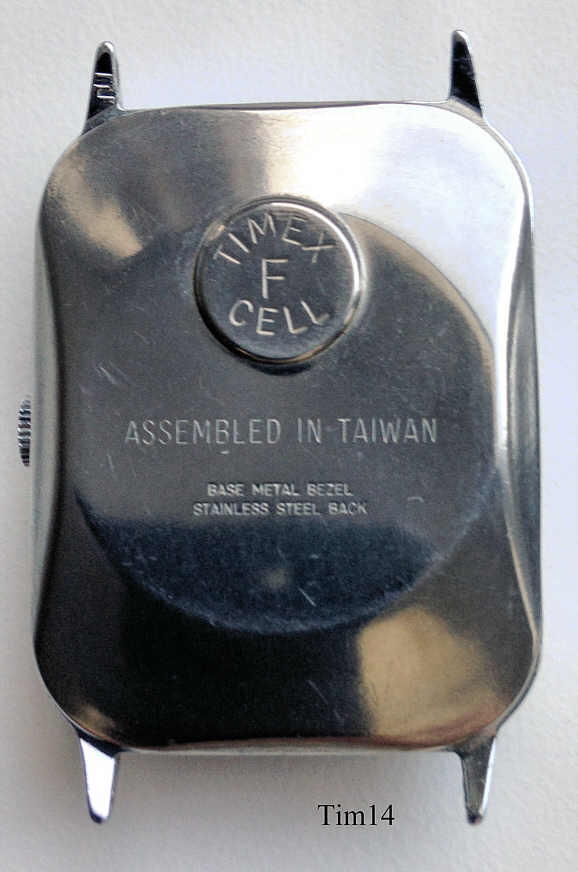 TIMEX
F
CELL
ASSEMBLED IN TAIWAN
BASE METAL BEZEL
STAINLESS STEEL BACK
Tim14